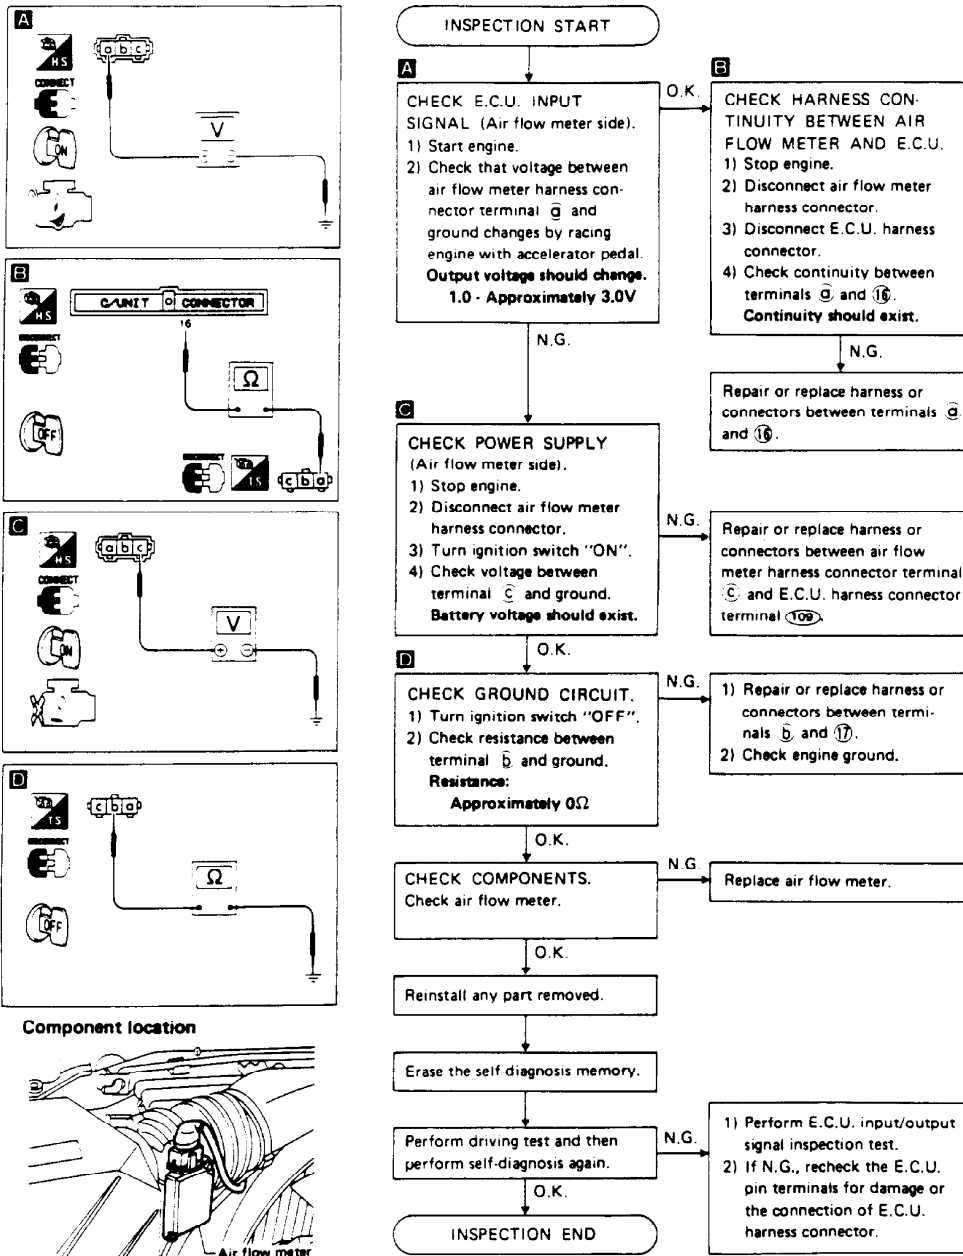 A
HS
CONNECT
ON
a b c
V
B
HS
DISCONNECT
OFF
C/UNIT CONNECTOR
16
Ω
DISCONNECT
TS
c b a
C
HS
CONNECT
ON
a b c
V
⊕ ⊖
D
TS
DISCONNECT
OFF
c b a
Ω
Component location
Air flow meter
INSPECTION START
A
CHECK E.C.U. INPUT
SIGNAL (Air flow meter side).
1) Start engine.
2) Check that voltage between
air flow meter harness con-
nector terminal ⓐ and
ground changes by racing
engine with accelerator pedal.
Output voltage should change.
1.0 - Approximately 3.0V
O.K.
B
CHECK HARNESS CON-
TINUITY BETWEEN AIR
FLOW METER AND E.C.U.
1) Stop engine.
2) Disconnect air flow meter
harness connector.
3) Disconnect E.C.U. harness
connector.
4) Check continuity between
terminals ⓐ and ⑯.
Continuity should exist.
N.G.
Repair or replace harness or
connectors between terminals ⓐ
and ⑯.
N.G.
C
CHECK POWER SUPPLY
(Air flow meter side).
1) Stop engine.
2) Disconnect air flow meter
harness connector.
3) Turn ignition switch "ON".
4) Check voltage between
terminal ⓒ and ground.
Battery voltage should exist.
N.G.
Repair or replace harness or
connectors between air flow
meter harness connector terminal
ⓒ and E.C.U. harness connector
terminal 109.
O.K.
D
CHECK GROUND CIRCUIT.
1) Turn ignition switch "OFF".
2) Check resistance between
terminal ⓑ and ground.
Resistance:
Approximately 0Ω
N.G.
1) Repair or replace harness or
connectors between termi-
nals ⓑ and ⑰.
2) Check engine ground.
O.K.
CHECK COMPONENTS.
Check air flow meter.
N.G.
Replace air flow meter.
O.K.
Reinstall any part removed.
Erase the self-diagnosis memory.
Perform driving test and then
perform self-diagnosis again.
N.G.
1) Perform E.C.U. input/output
signal inspection test.
2) If N.G., recheck the E.C.U.
pin terminals for damage or
the connection of E.C.U.
harness connector.
O.K.
INSPECTION END